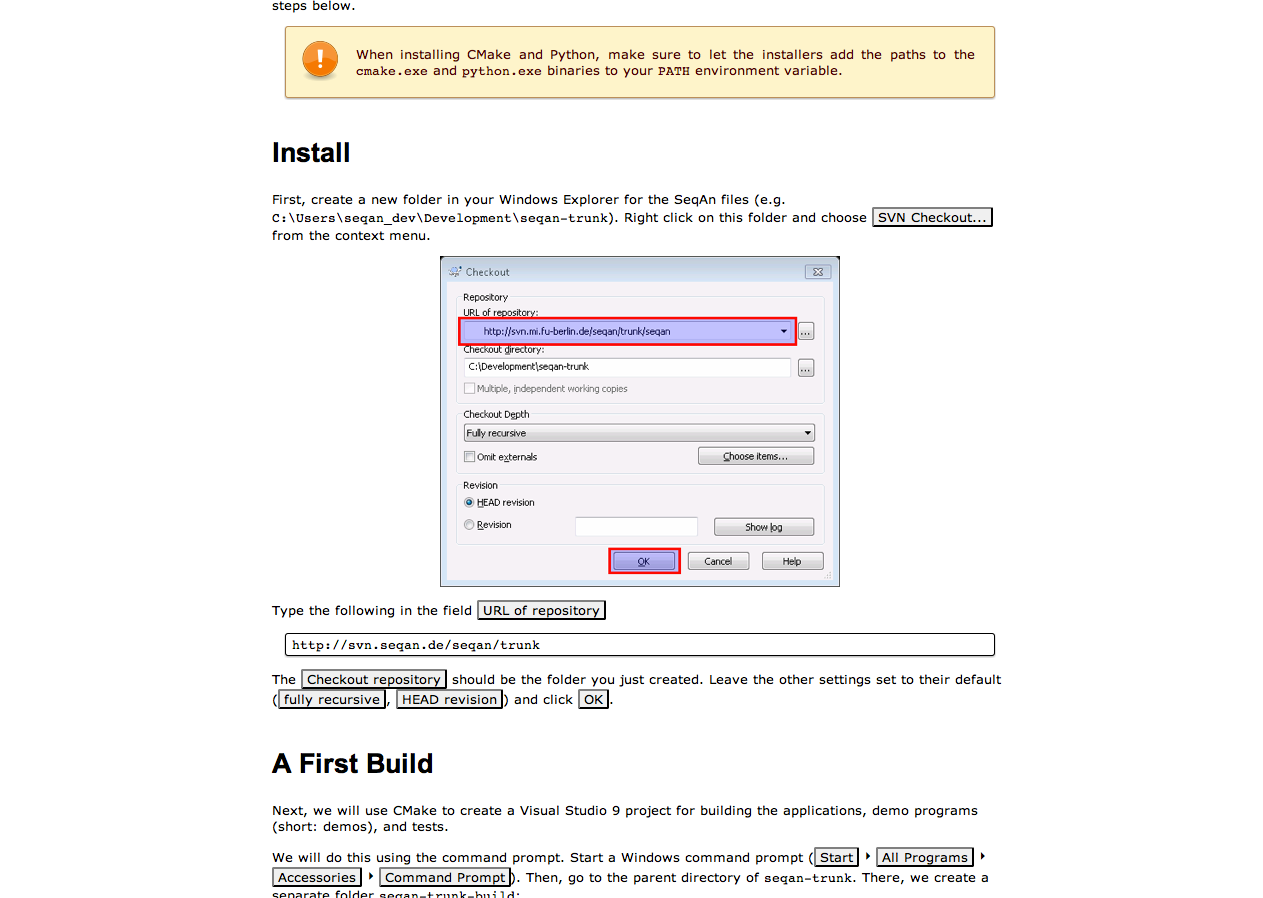 steps below.
When installing CMake and Python, make sure to let the installers add the paths to the
cmake.exe and python.exe binaries to your PATH environment variable.
Install
First, create a new folder in your Windows Explorer for the SeqAn files (e.g.
C:\Users\seqan_dev\Development\seqan-trunk). Right click on this folder and choose SVN Checkout...
from the context menu.
Checkout
Repository
URL of repository:
http://svn.mi.fu-berlin.de/seqan/trunk/seqan
...
Checkout directory:
C:\Development\seqan-trunk
...
Multiple, independent working copies
Checkout Depth
Fully recursive
Omit externals
Choose items...
Revision
HEAD revision
Revision
Show log
OK
Cancel
Help
Type the following in the field URL of repository
http://svn.seqan.de/seqan/trunk
The Checkout repository should be the folder you just created. Leave the other settings set to their default
(fully recursive, HEAD revision) and click OK.
A First Build
Next, we will use CMake to create a Visual Studio 9 project for building the applications, demo programs
(short: demos), and tests.
We will do this using the command prompt. Start a Windows command prompt (Start ‣ All Programs ‣
Accessories ‣ Command Prompt). Then, go to the parent directory of seqan-trunk. There, we create a
separate folder seqan-trunk-build: